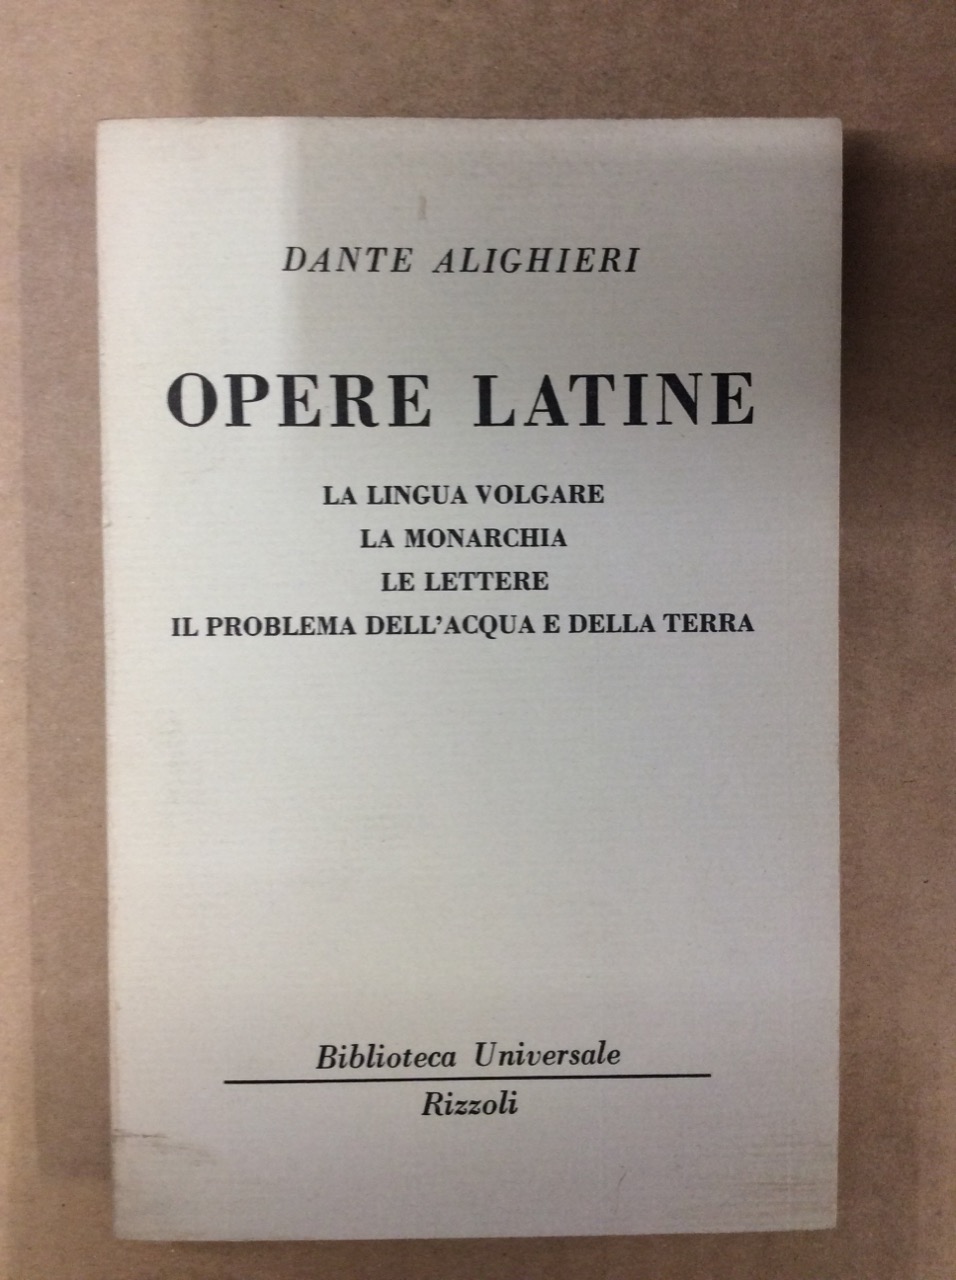 DANTE ALIGHIERI
OPERE LATINE
LA LINGUA VOLGARE
LA MONARCHIA
LE LETTERE
IL PROBLEMA DELL'ACQUA E DELLA TERRA
Biblioteca Universale
Rizzoli